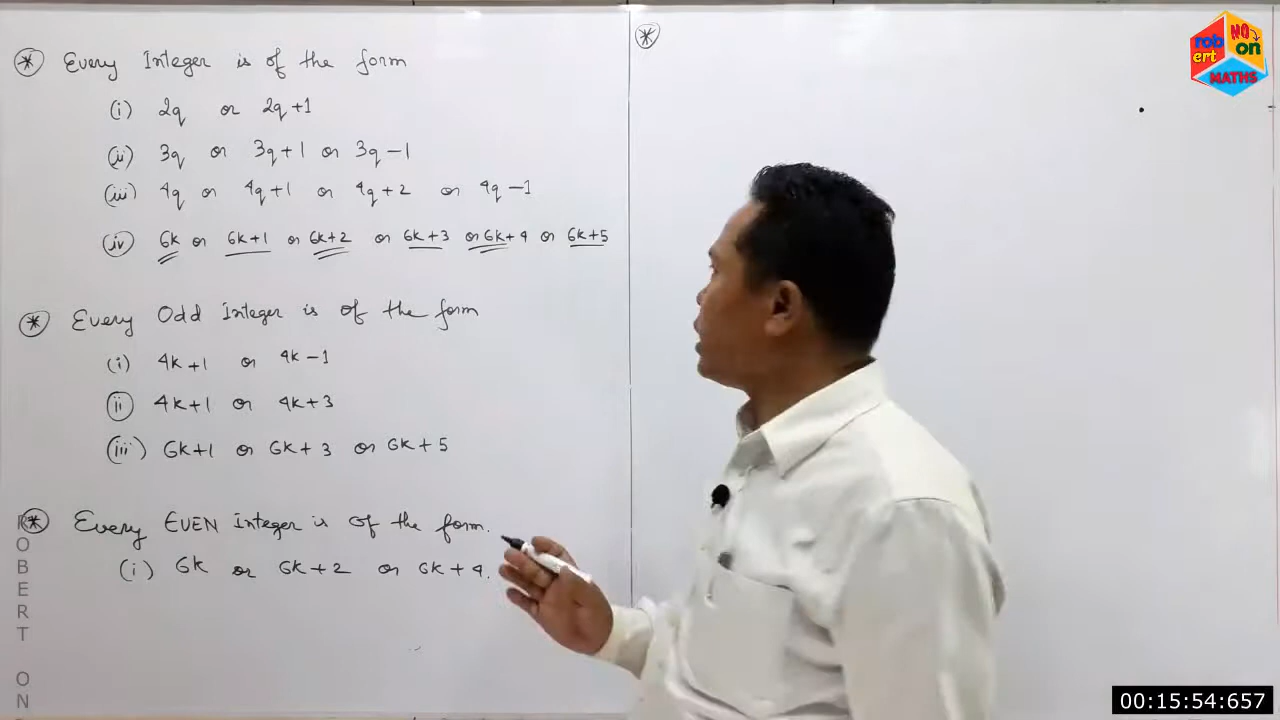 * Every Integer is of the form
(i) 2q or 2q+1
(ii) 3q or 3q+1 or 3q-1
(iii) 4q or 4q+1 or 4q+2 or 4q-1
(iv) 6k or 6k+1 or 6k+2 or 6k+3 or 6k+4 or 6k+5
* Every Odd Integer is of the form
(i) 4k+1 or 4k-1
(ii) 4k+1 or 4k+3
(iii) 6k+1 or 6k+3 or 6k+5
* Every EVEN Integer is of the form.
(i) 6k or 6k+2 or 6k+4.
*
robert NO on
MATHS
ROBERT ON
00:15:54:657